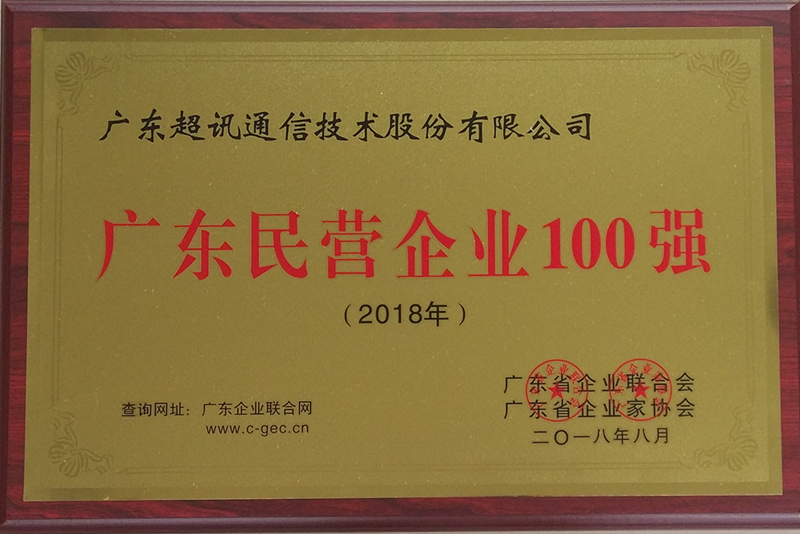 广东超讯通信技术股份有限公司
广东民营企业100强
（2018年）
广东省企业联合会
广东省企业家协会
二〇一八年八月
查询网址：广东企业联合网
www.c-gec.cn